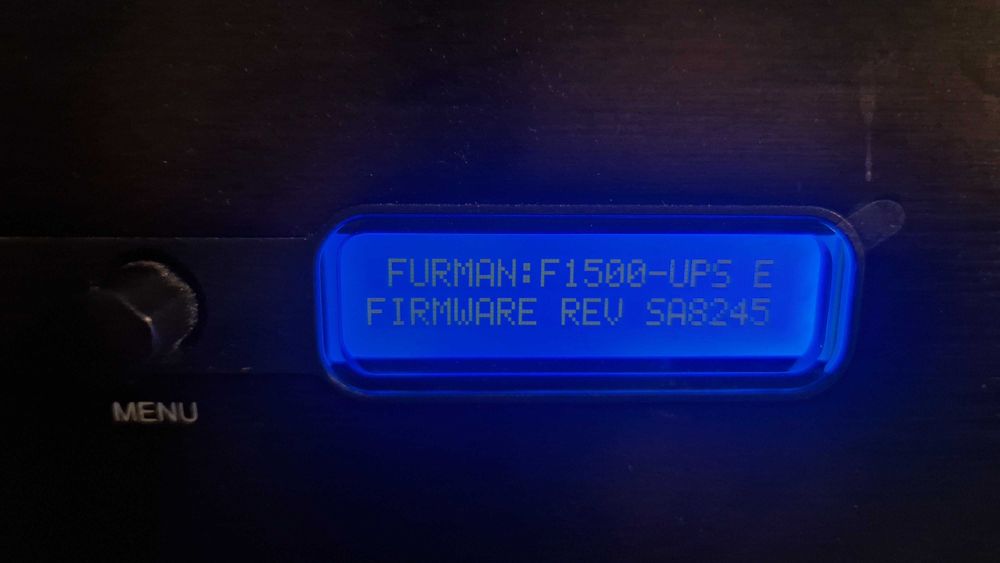 FURMAN:F1500-UPS E
FIRMWARE REV SA8245
MENU